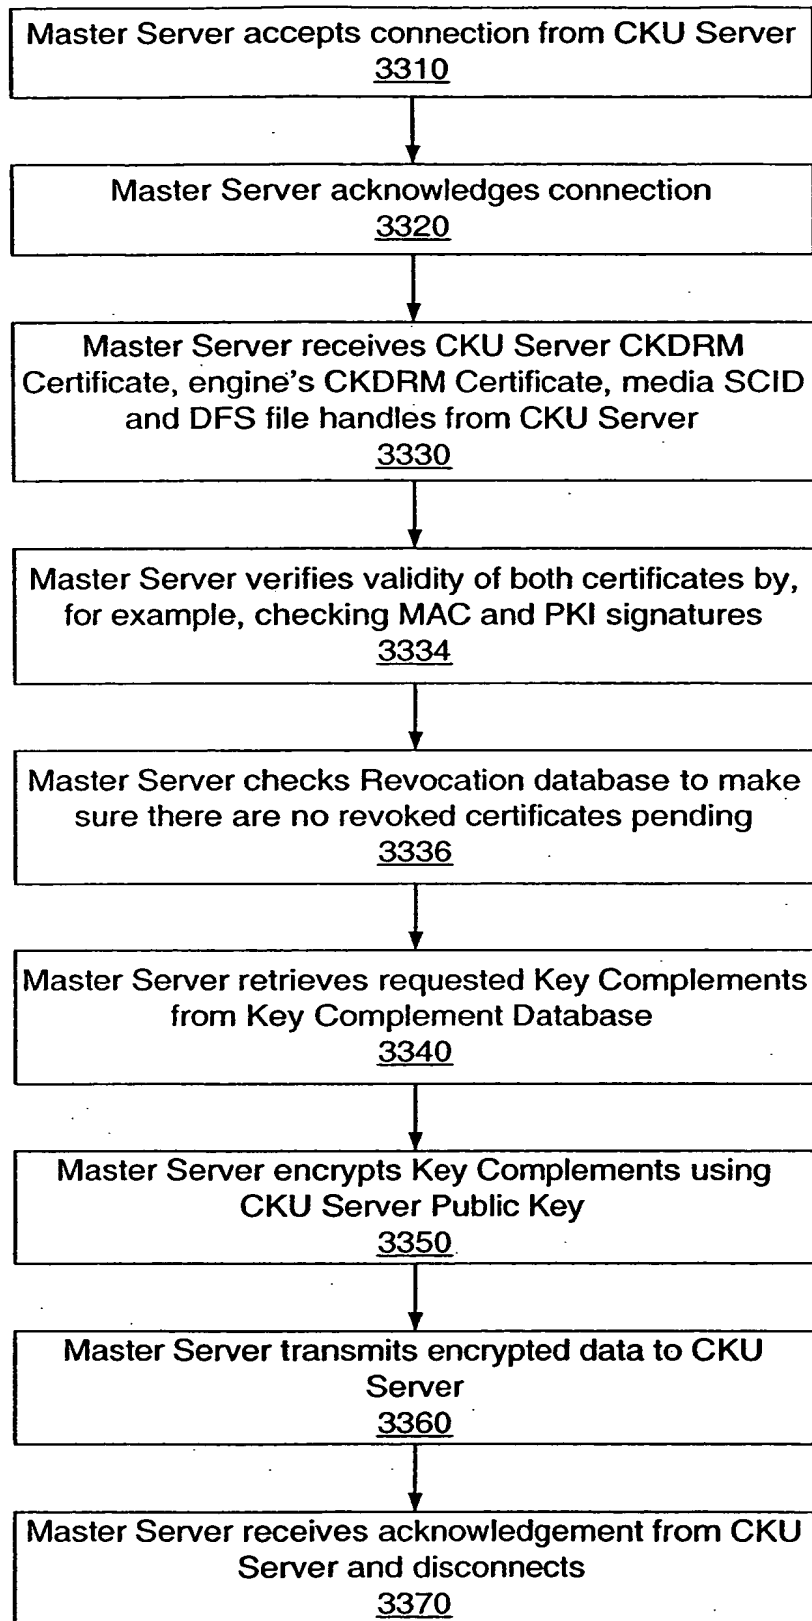 Master Server accepts connection from CKU Server
3310
Master Server acknowledges connection
3320
Master Server receives CKU Server CKDRM
Certificate, engine's CKDRM Certificate, media SCID
and DFS file handles from CKU Server
3330
Master Server verifies validity of both certificates by,
for example, checking MAC and PKI signatures
3334
Master Server checks Revocation database to make
sure there are no revoked certificates pending
3336
Master Server retrieves requested Key Complements
from Key Complement Database
3340
Master Server encrypts Key Complements using
CKU Server Public Key
3350
Master Server transmits encrypted data to CKU
Server
3360
Master Server receives acknowledgement from CKU
Server and disconnects
3370